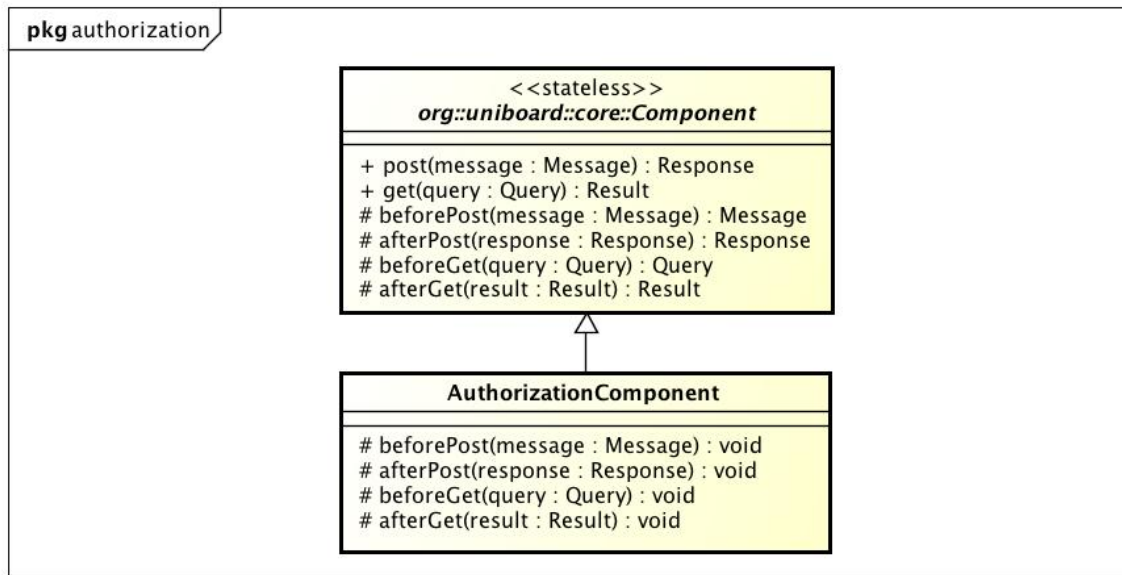 pkg authorization
<<stateless>>
org::uniboard::core::Component
+ post(message : Message) : Response
+ get(query : Query) : Result
# beforePost(message : Message) : Message
# afterPost(response : Response) : Response
# beforeGet(query : Query) : Query
# afterGet(result : Result) : Result
AuthorizationComponent
# beforePost(message : Message) : void
# afterPost(response : Response) : void
# beforeGet(query : Query) : void
# afterGet(result : Result) : void